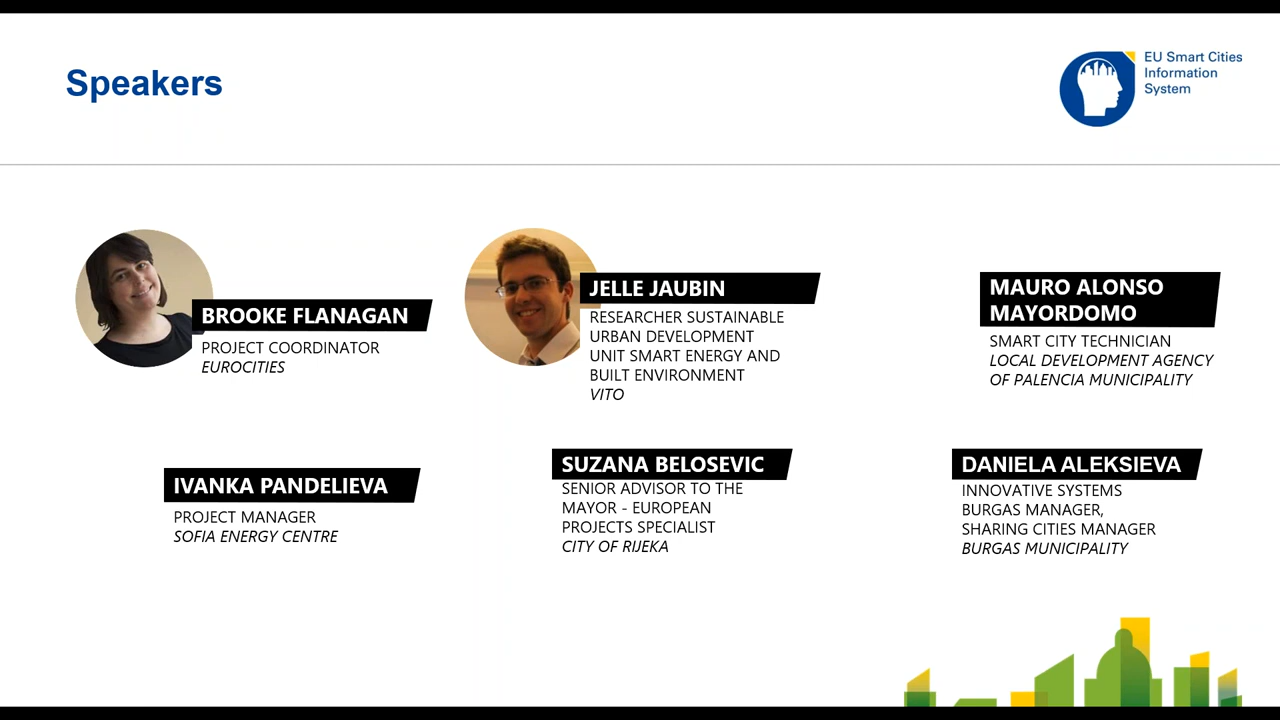 Speakers
EU Smart Cities
Information
System
BROOKE FLANAGAN
PROJECT COORDINATOR
EUROCITIES
JELLE JAUBIN
RESEARCHER SUSTAINABLE
URBAN DEVELOPMENT
UNIT SMART ENERGY AND
BUILT ENVIRONMENT
VITO
MAURO ALONSO
MAYORDOMO
SMART CITY TECHNICIAN
LOCAL DEVELOPMENT AGENCY
OF PALENCIA MUNICIPALITY
IVANKA PANDELIEVA
PROJECT MANAGER
SOFIA ENERGY CENTRE
SUZANA BELOSEVIC
SENIOR ADVISOR TO THE
MAYOR - EUROPEAN
PROJECTS SPECIALIST
CITY OF RIJEKA
DANIELA ALEKSIEVA
INNOVATIVE SYSTEMS
BURGAS MANAGER,
SHARING CITIES MANAGER
BURGAS MUNICIPALITY